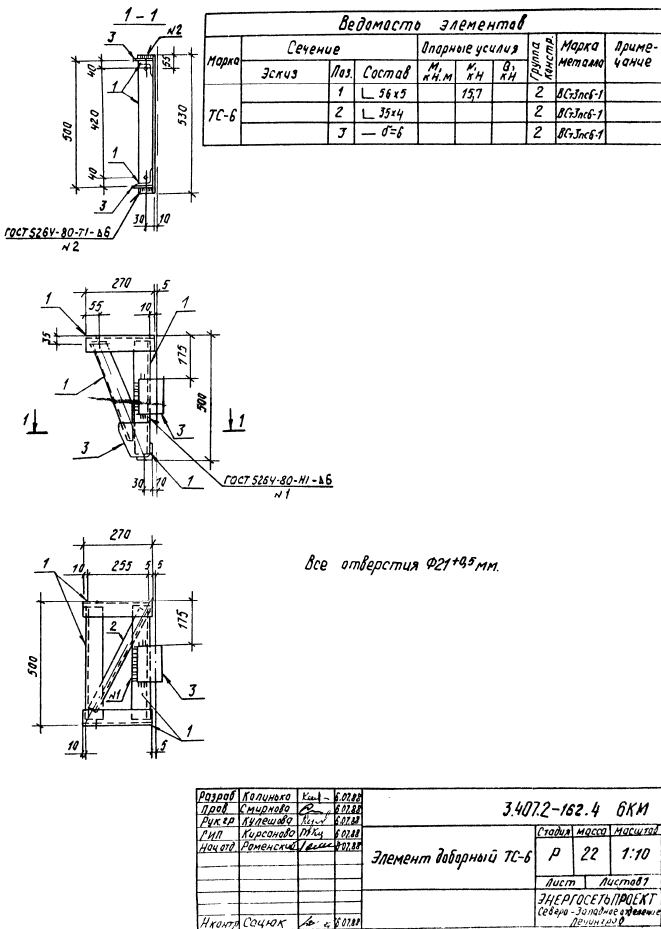 1 - 1
Ведомость элементов
Марка
Сечение
Опорные усилия
Группа констр.
Марка металла
Примечание
Эскиз
Поз.
Состав
М, кН.м
N, кН
Q, кН
ТС-6
1 ∟ 56х5 15,7 2 ВСт3пс6-1
2 ∟ 35х4 2 ВСт3пс6-1
3 — δ=6 2 ВСт3пс6-1
3
N2
40
55
1
500
420
530
1
40
3
30 10
ГОСТ 5264-80-Т1-⊿6
N2
270
5
1
55
10
1
35
175
1
500
1
1
3
3
1
30 10
ГОСТ 5264-80-Н1-⊿6
N1
270
1
10 255 5 5
2
175
500
N1
3
1
10
5
Все отверстия Ф21+0,5 мм.
Разраб Калинько 6.07.88
Пров. Смирнова 6.07.88
Рук.гр Кулешова 6.07.88
ГИП Кирсанова 6.07.88
Нач.отд. Роменский 8.07.88
Н.контр Сацюк 6.07.88
3.407.2-162.4 6КМ
Элемент доборный ТС-6
Стадия Масса Масштаб
Р 22 1:10
Лист Листов 1
ЭНЕРГОСЕТЬПРОЕКТ
Северо-Западное отделение
Ленинград